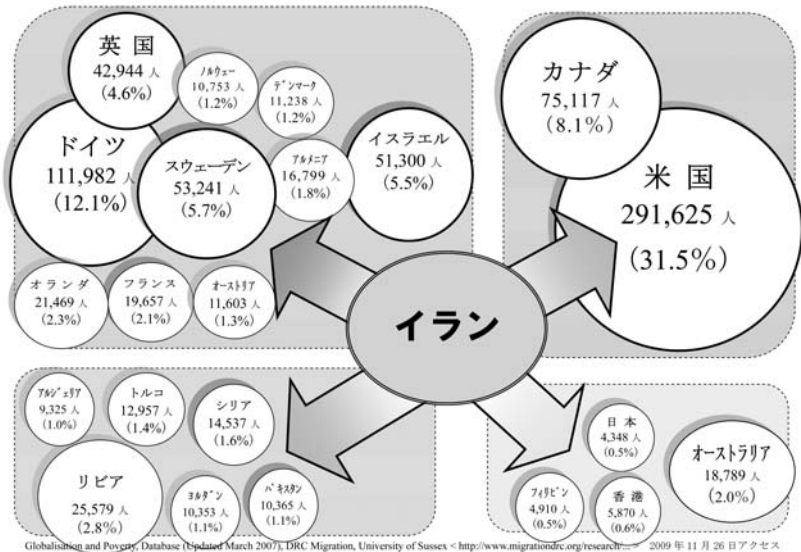 英 国
42,944 人
(4.6%)
ノルウェー
10,753 人
(1.2%)
デンマーク
11,238 人
(1.2%)
ドイツ
111,982 人
(12.1%)
スウェーデン
53,241 人
(5.7%)
アルメニア
16,799 人
(1.8%)
イスラエル
51,300 人
(5.5%)
オランダ
21,469 人
(2.3%)
フランス
19,657 人
(2.1%)
オーストリア
11,603 人
(1.3%)
カナダ
75,117 人
(8.1%)
米 国
291,625 人
(31.5%)
イラン
アルジェリア
9,325 人
(1.0%)
トルコ
12,957 人
(1.4%)
シリア
14,537 人
(1.6%)
リビア
25,579 人
(2.8%)
ヨルダン
10,353 人
(1.1%)
パキスタン
10,365 人
(1.1%)
日 本
4,348 人
(0.5%)
オーストラリア
18,789 人
(2.0%)
フィリピン
4,910 人
(0.5%)
香 港
5,870 人
(0.6%)
Globalisation and Poverty, Database (Updated March 2007), DRC Migration, University of Sussex < http://www.migrationdrc.org/research/...> 2009 年 11 月 26 日アクセス